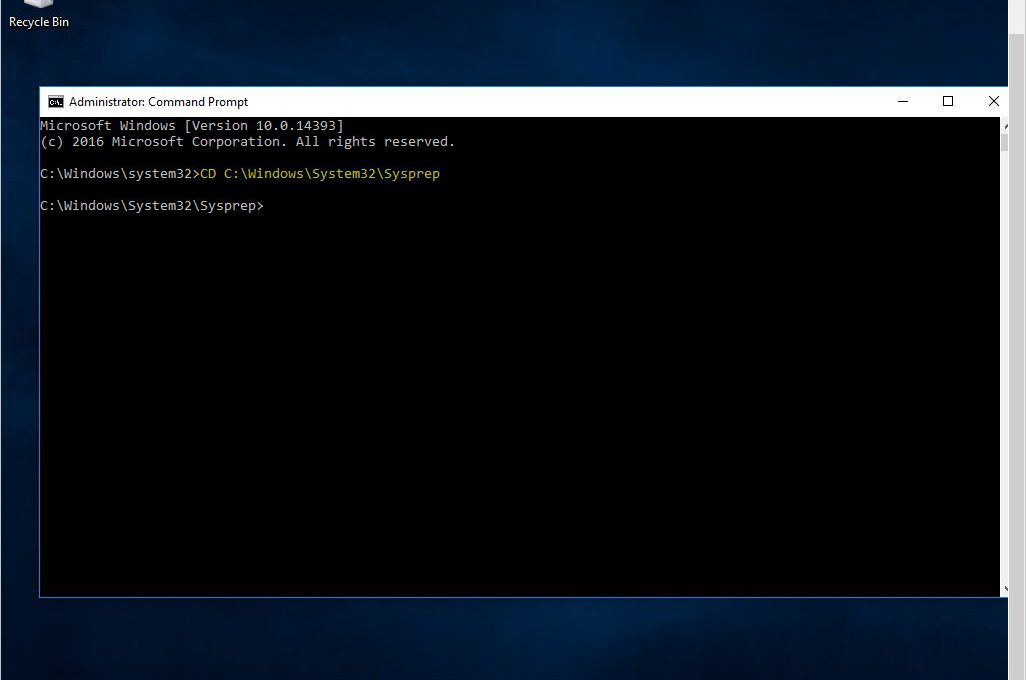 Recycle Bin
Administrator: Command Prompt
Microsoft Windows [Version 10.0.14393]
(c) 2016 Microsoft Corporation. All rights reserved.
C:\Windows\system32>CD C:\Windows\System32\Sysprep
C:\Windows\System32\Sysprep>